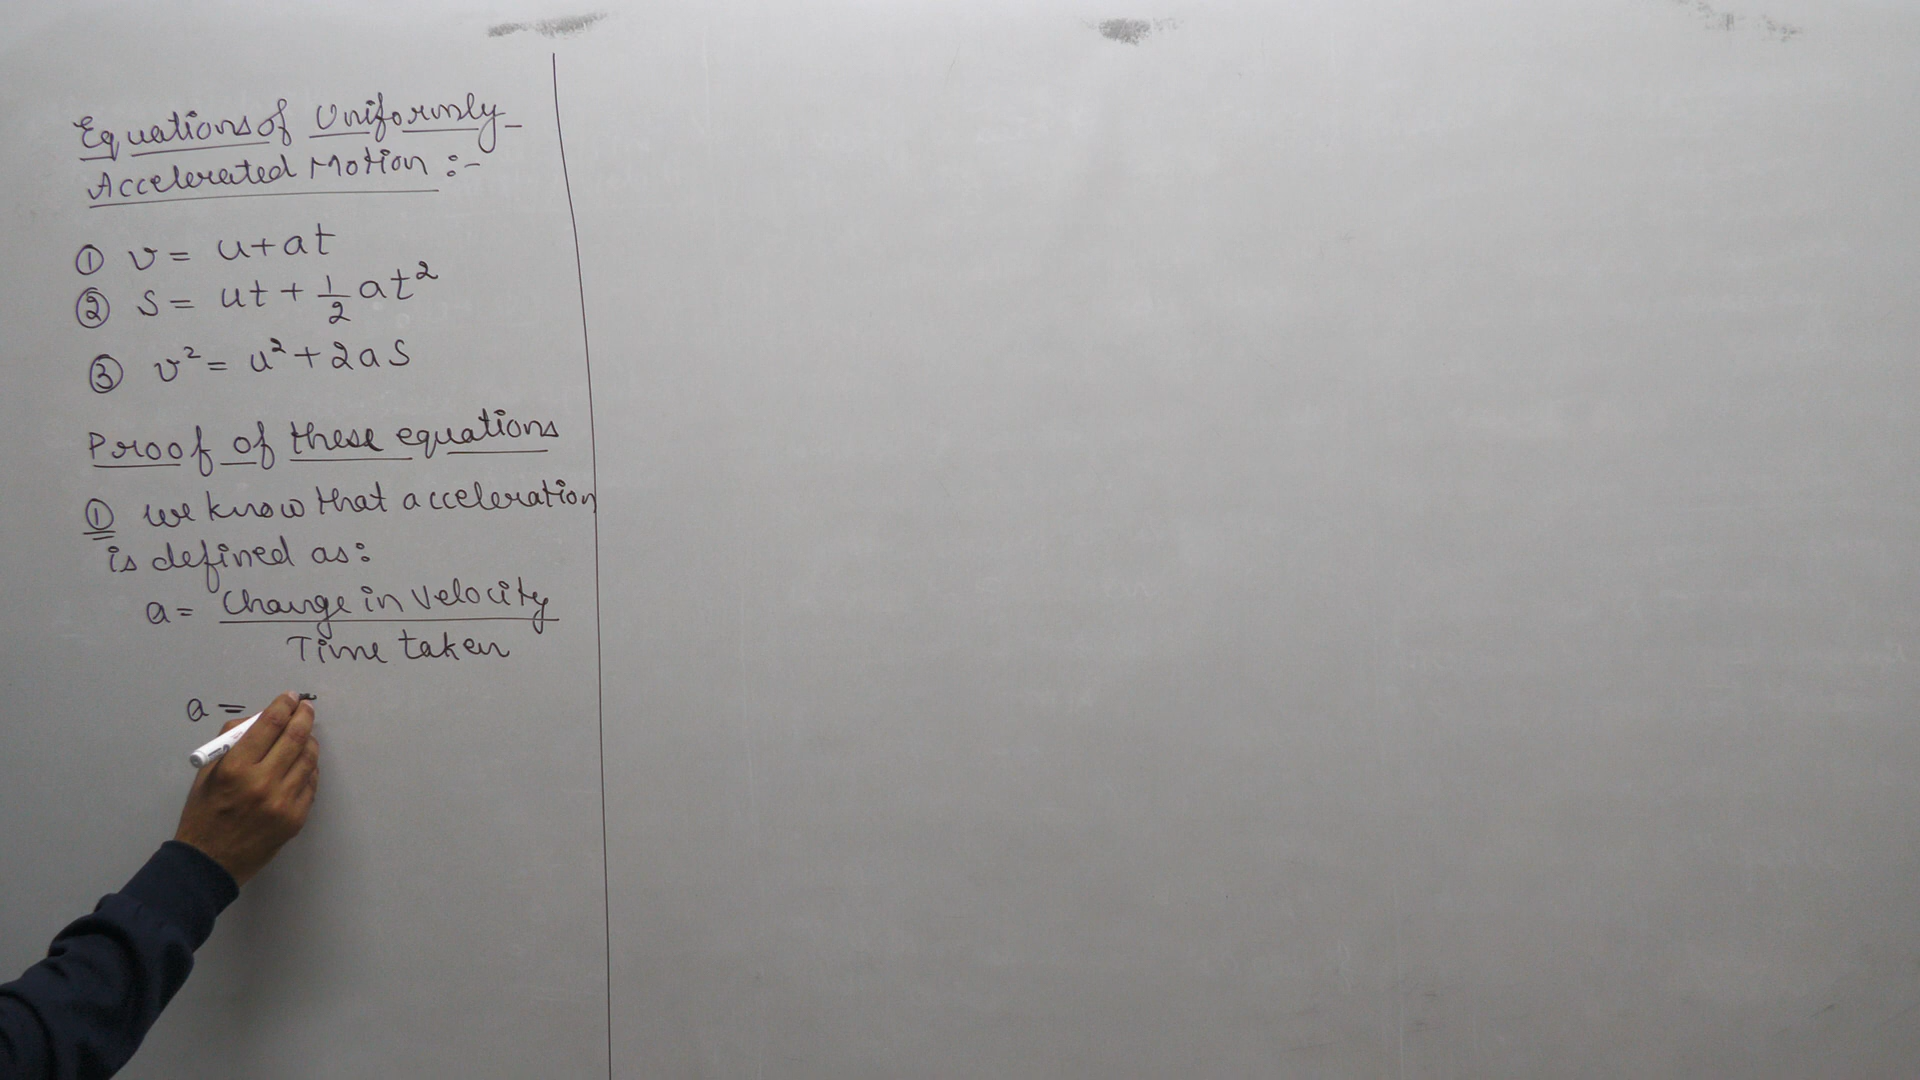 Equations of Uniformly
Accelerated Motion :-
① v = u + at
② S = ut + 1/2 at²
③ v² = u² + 2aS
Proof of these equations
① we know that acceleration
is defined as:
a = Change in Velocity
Time taken
a =